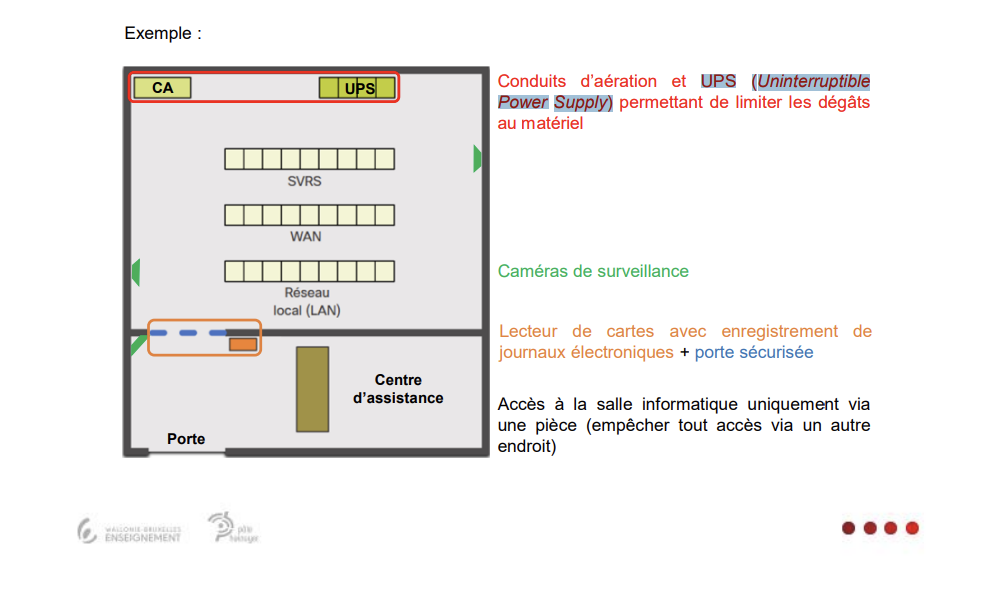 Exemple :
CA
UPS
Conduits d’aération et UPS (Uninterruptible
Power Supply) permettant de limiter les dégâts
au matériel
SVRS
WAN
Réseau
local (LAN)
Caméras de surveillance
Lecteur de cartes avec enregistrement de
journaux électroniques + porte sécurisée
Centre
d’assistance
Accès à la salle informatique uniquement via
une pièce (empêcher tout accès via un autre
endroit)
Porte
WALLONIE-BRUXELLES
ENSEIGNEMENT
pôle
hainuyer